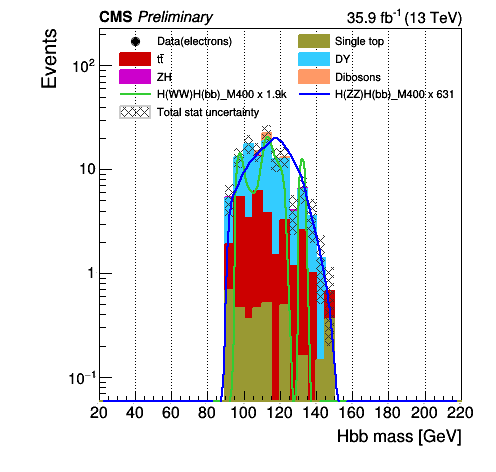 CMS Preliminary 35.9 fb⁻¹ (13 TeV)
Events
Data(electrons) Single top
tt̄ DY
ZH Dibosons
H(WW)H(bb)_M400 x 1.9k H(ZZ)H(bb)_M400 x 631
Total stat uncertainty
10²
10
1
10⁻¹
20 40 60 80 100 120 140 160 180 200 220
Hbb mass [GeV]